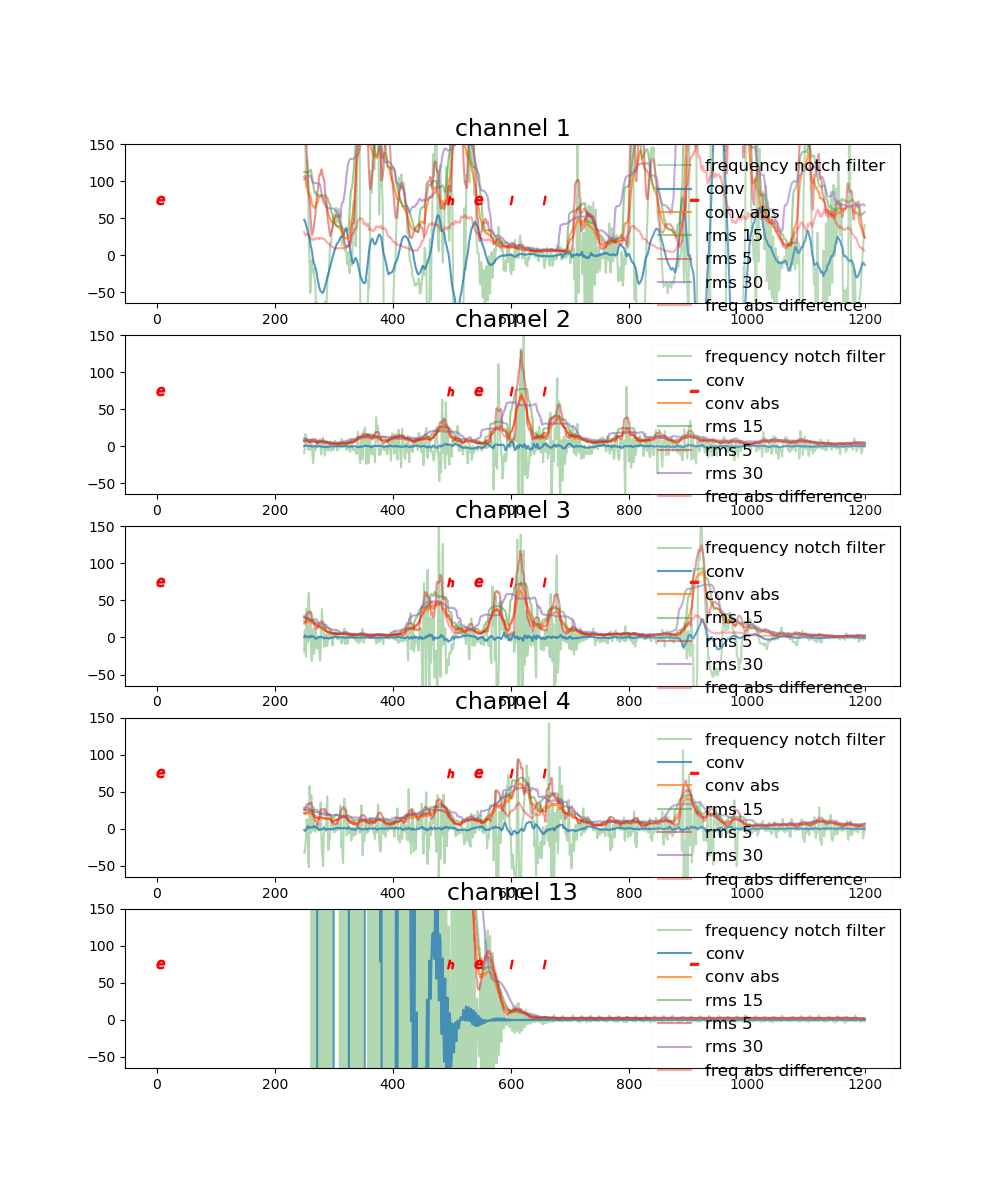 channel 1
150
100
50
0
−50
e h e l l -
frequency notch filter
conv
conv abs
rms 15
rms 5
rms 30
freq abs difference
0 200 400 600 800 1000 1200
channel 2
150
100
50
0
−50
e h e l l -
frequency notch filter
conv
conv abs
rms 15
rms 5
rms 30
freq abs difference
0 200 400 600 800 1000 1200
channel 3
150
100
50
0
−50
e h e l l -
frequency notch filter
conv
conv abs
rms 15
rms 5
rms 30
freq abs difference
0 200 400 600 800 1000 1200
channel 4
150
100
50
0
−50
e h e l l -
frequency notch filter
conv
conv abs
rms 15
rms 5
rms 30
freq abs difference
0 200 400 600 800 1000 1200
channel 13
150
100
50
0
−50
e h e l l -
frequency notch filter
conv
conv abs
rms 15
rms 5
rms 30
freq abs difference
0 200 400 600 800 1000 1200